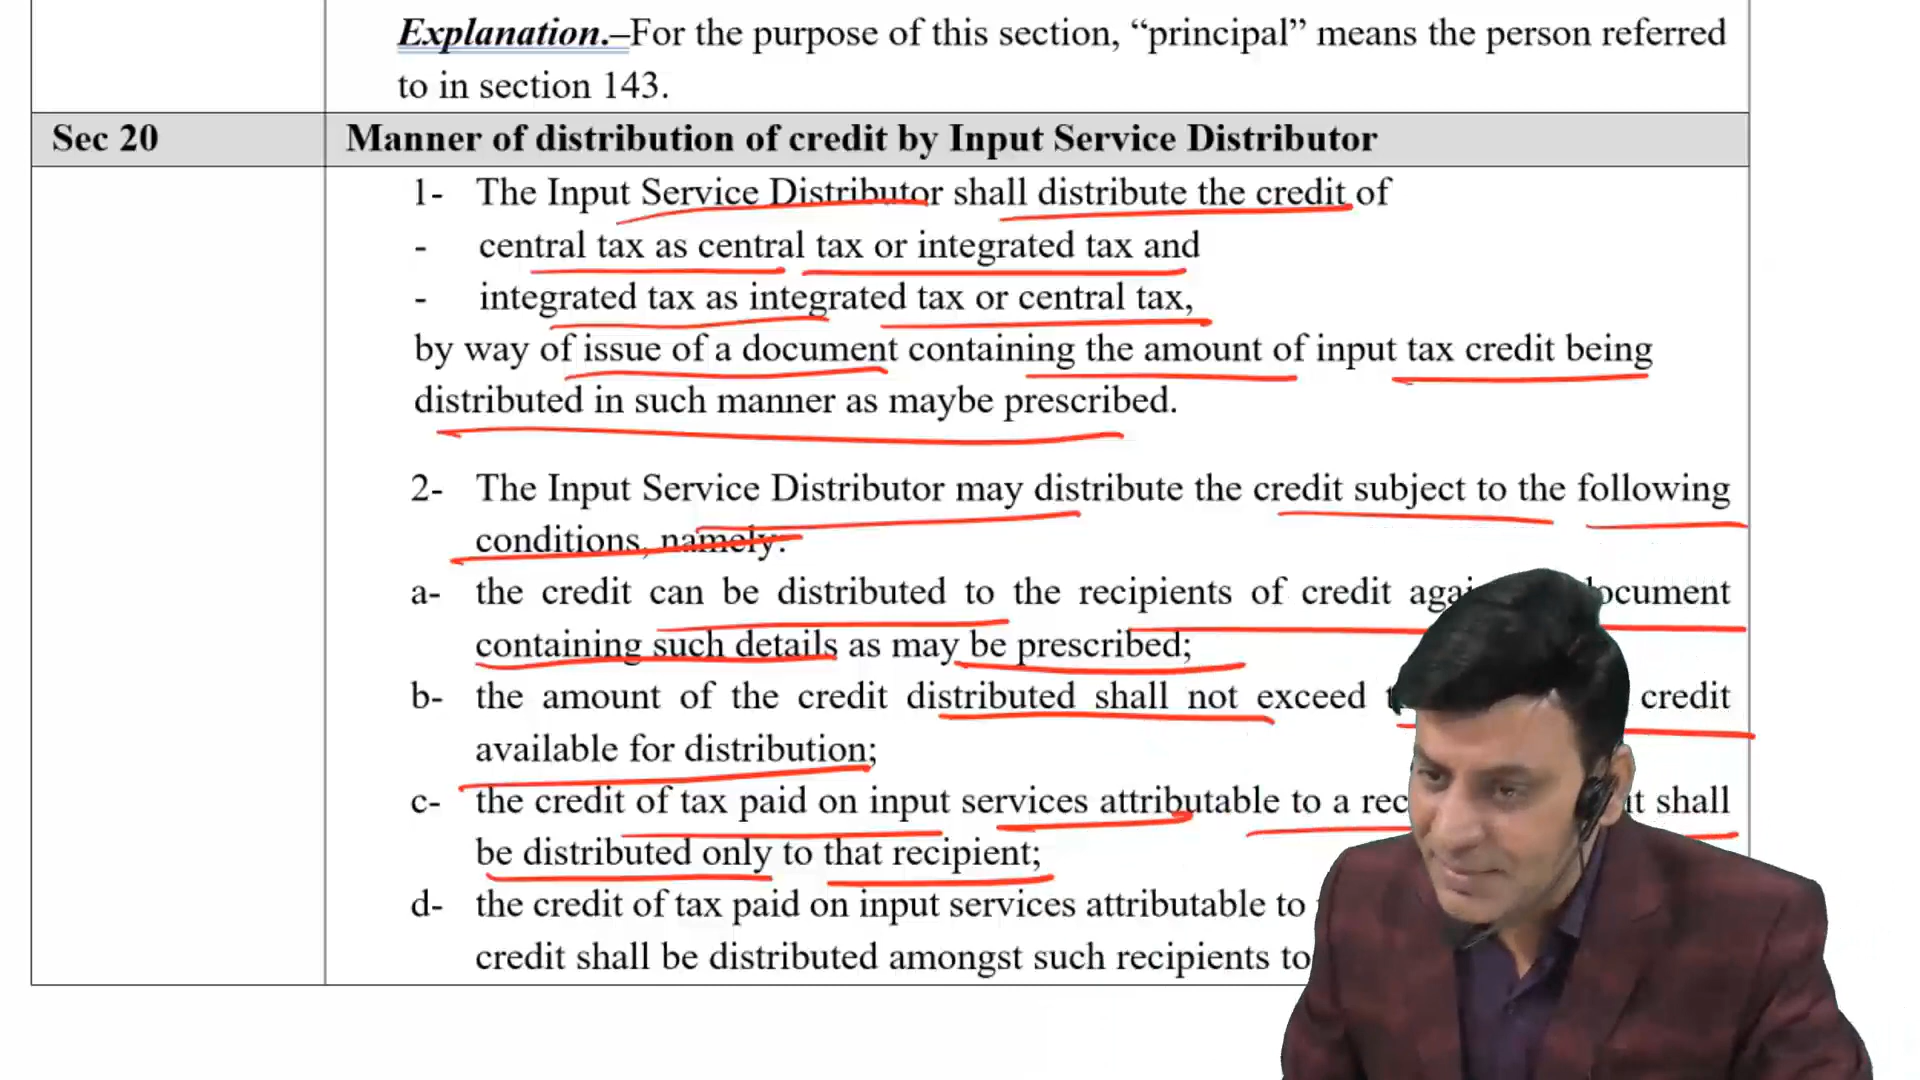 Explanation.–For the purpose of this section, “principal” means the person referred
to in section 143.
Sec 20
Manner of distribution of credit by Input Service Distributor
1- The Input Service Distributor shall distribute the credit of
- central tax as central tax or integrated tax and
- integrated tax as integrated tax or central tax,
by way of issue of a document containing the amount of input tax credit being
distributed in such manner as maybe prescribed.
2- The Input Service Distributor may distribute the credit subject to the following
conditions, namely:
a- the credit can be distributed to the recipients of credit
containing such details as may be prescribed;
b- the amount of the credit distributed shall not exceed credit
available for distribution;
c- the credit of tax paid on input services attributable to a shall
be distributed only to that recipient;
d- the credit of tax paid on input services attributable to
credit shall be distributed amongst such recipients to